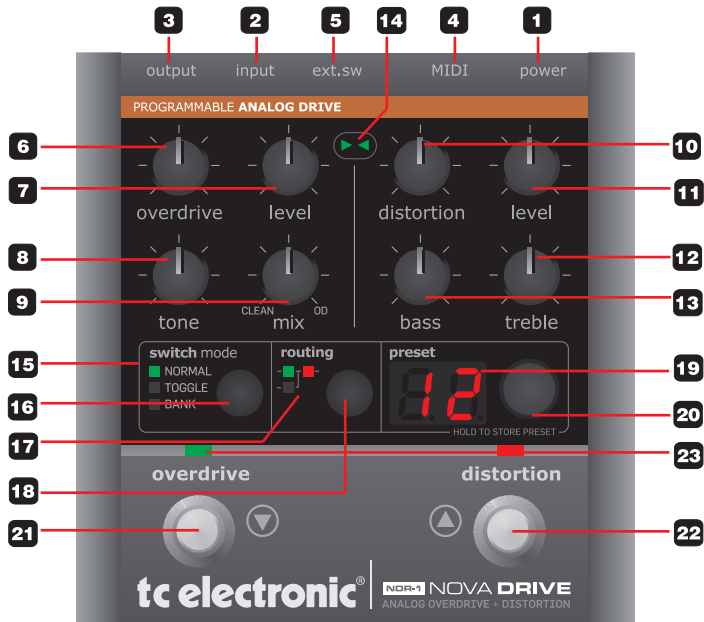 3 2 5 14 4 1
output input ext.sw MIDI power
PROGRAMMABLE ANALOG DRIVE
6 10
7 11
overdrive level distortion level
8 12
9 13
CLEAN OD
tone mix bass treble
switch mode routing preset
15 NORMAL 19
TOGGLE 12
16 BANK 20
17 HOLD TO STORE PRESET
23
18 overdrive distortion
21 22
tc electronic® NDR-1 NOVA DRIVE
ANALOG OVERDRIVE + DISTORTION